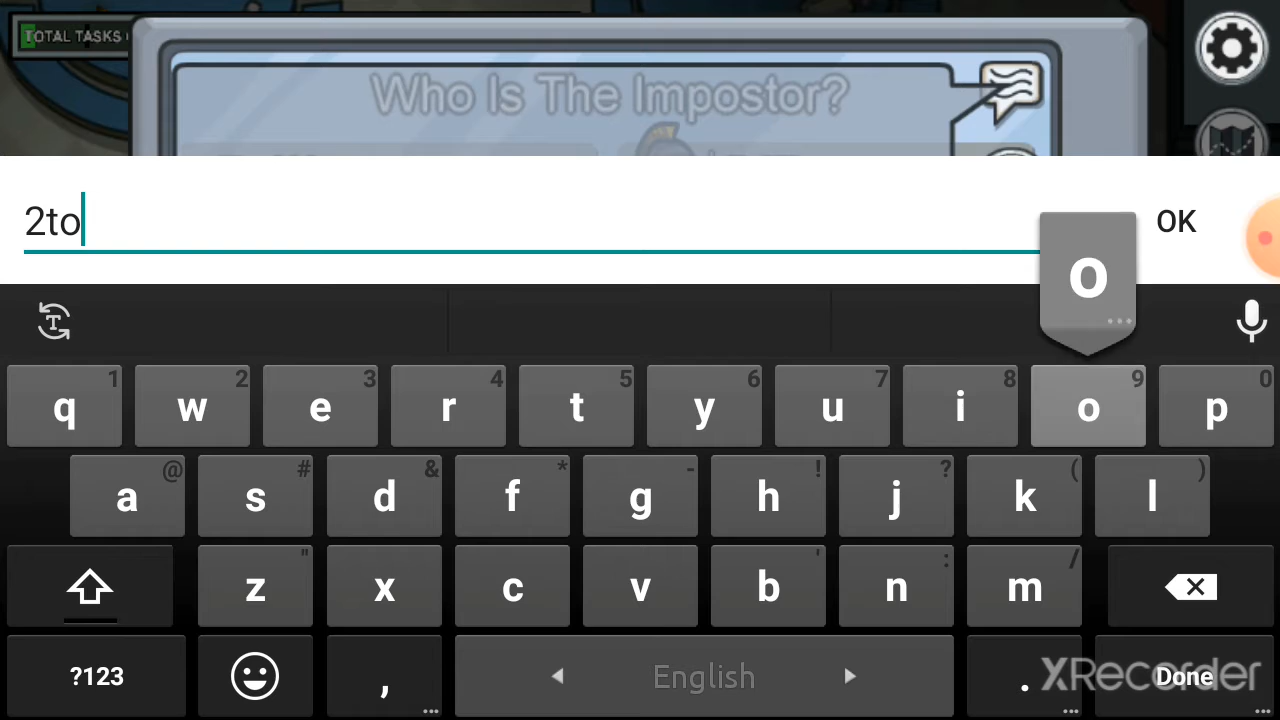 TOTAL TASKS
Who Is The Impostor?
2to
OK
o
q 1 w 2 e 3 r 4 t 5 y 6 u 7 i 8 o 9 p 0
a @ s # d & f * g - h ! j ? k ( l )
z " x c v b ' n : m /
?123 , English . Done
XRecorder